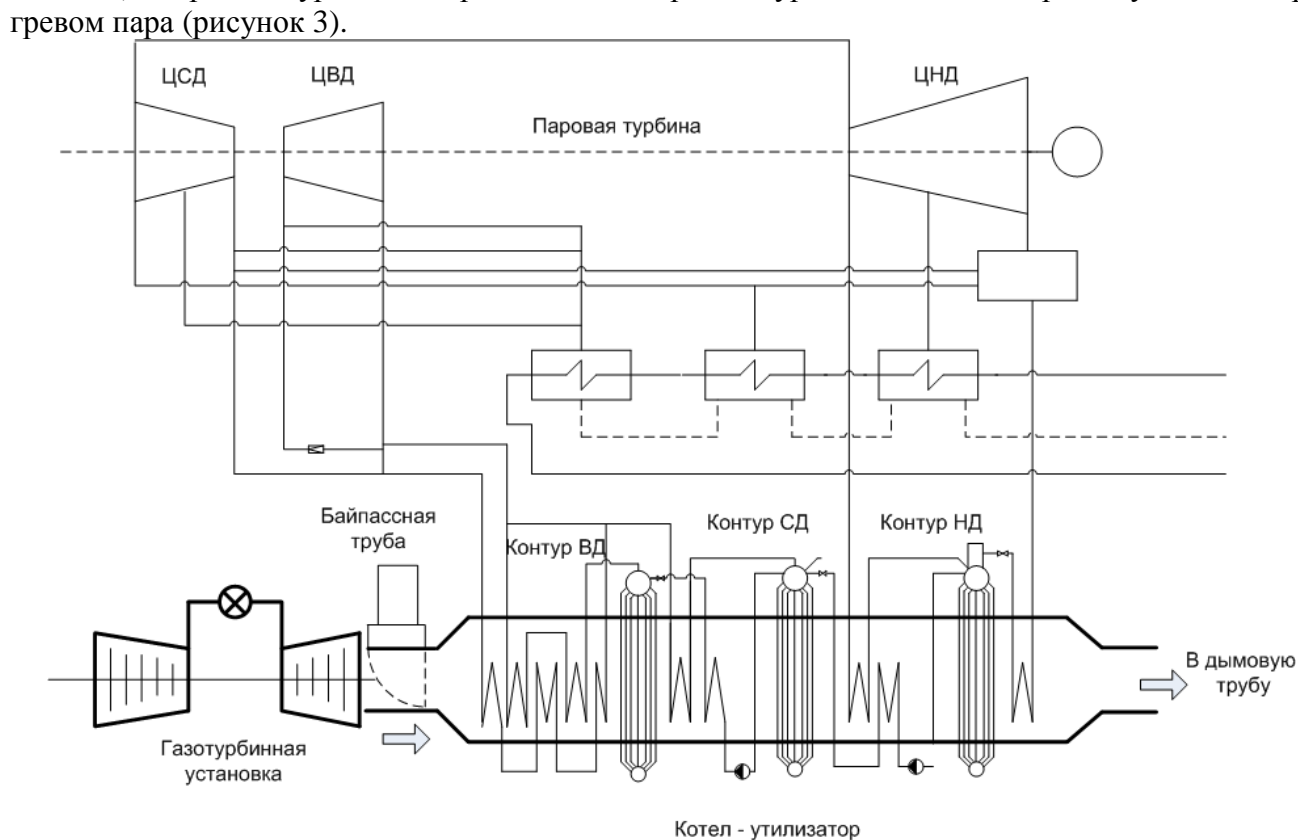 гревом пара (рисунок 3).
ЦСД
ЦВД
ЦНД
Паровая турбина
Байпассная
труба
Контур ВД
Контур СД
Контур НД
В дымовую
трубу
Газотурбинная
установка
Котел - утилизатор